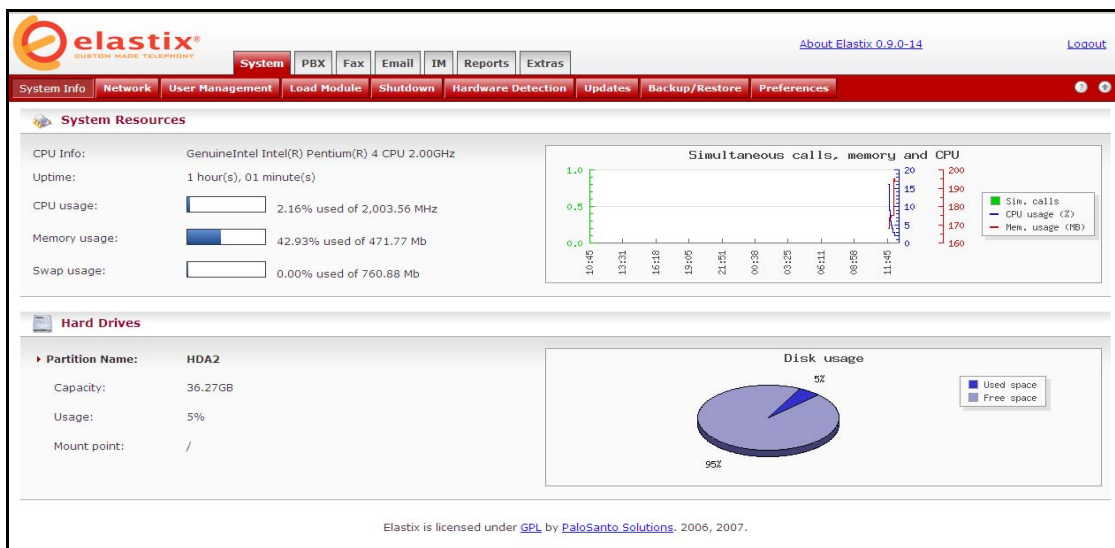 elastix®
CUSTOM MADE TELEPHONY
About Elastix 0.9.0-14
Logout
System PBX Fax Email IM Reports Extras
System Info Network User Management Load Module Shutdown Hardware Detection Updates Backup/Restore Preferences
System Resources
CPU Info: GenuineIntel Intel(R) Pentium(R) 4 CPU 2.00GHz
Uptime: 1 hour(s), 01 minute(s)
CPU usage: 2.16% used of 2,003.56 MHz
Memory usage: 42.93% used of 471.77 Mb
Swap usage: 0.00% used of 760.88 Mb
Simultaneous calls, memory and CPU
1.0 20 200
15 190
0.5 10 180
5 170
0.0 0 160
10:45 13:31 16:18 19:05 21:51 00:38 03:25 06:11 08:58 11:45
Sim. calls
CPU usage (%)
Mem. usage (MB)
Hard Drives
Partition Name: HDA2
Capacity: 36.27GB
Usage: 5%
Mount point: /
Disk usage
5%
95%
Used space
Free space
Elastix is licensed under GPL by PaloSanto Solutions. 2006, 2007.